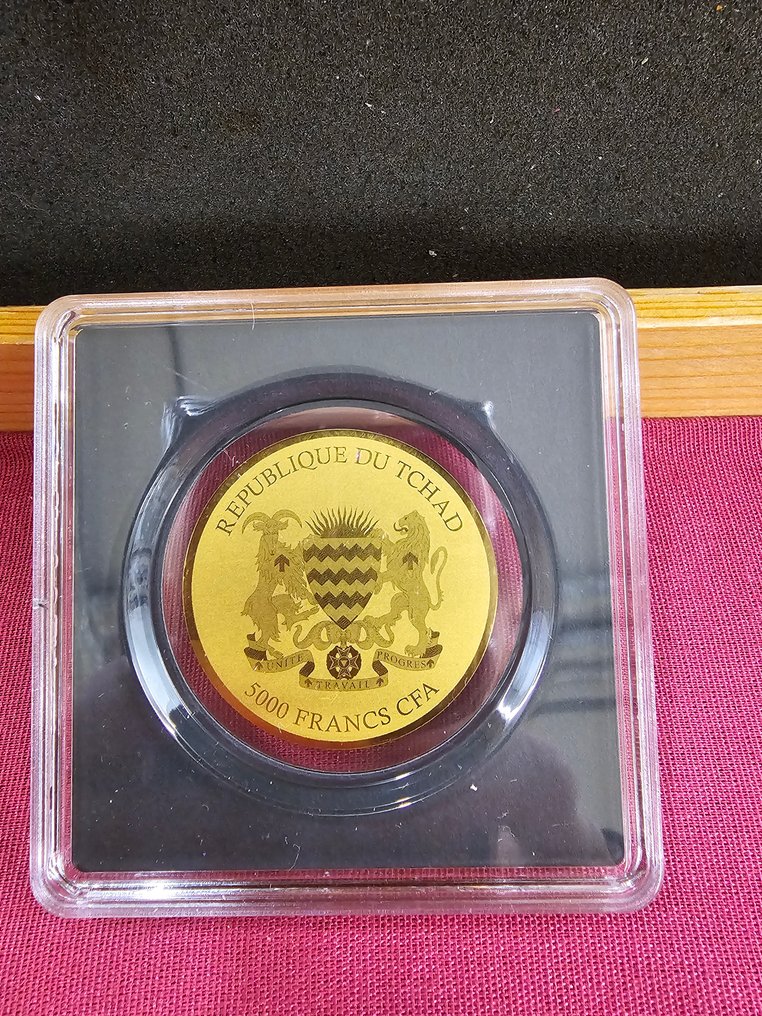 REPUBLIQUE DU TCHAD
UNITE TRAVAIL PROGRES
5000 FRANCS CFA